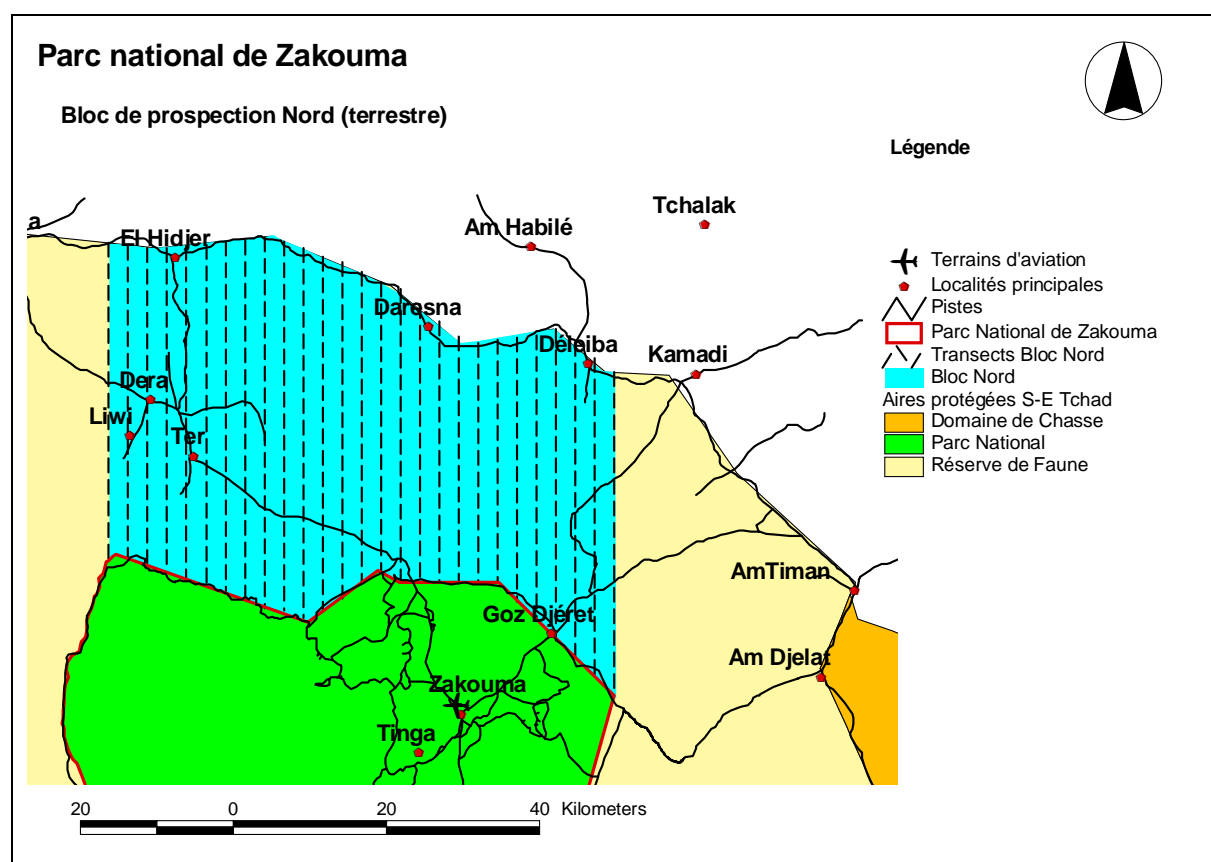 Parc national de Zakouma
Bloc de prospection Nord (terrestre)
Légende
Terrains d'aviation
Localités principales
Pistes
Parc National de Zakouma
Transects Bloc Nord
Bloc Nord
Aires protégées S-E Tchad
Domaine de Chasse
Parc National
Réserve de Faune
a
El Hidjer
Am Habilé
Tchalak
Darosna
Déleiba
Kamadi
Dera
Liwi
Ter
AmTiman
Goz Djéret
Am Djelat
Zakouma
Tinga
20 0 20 40 Kilometers